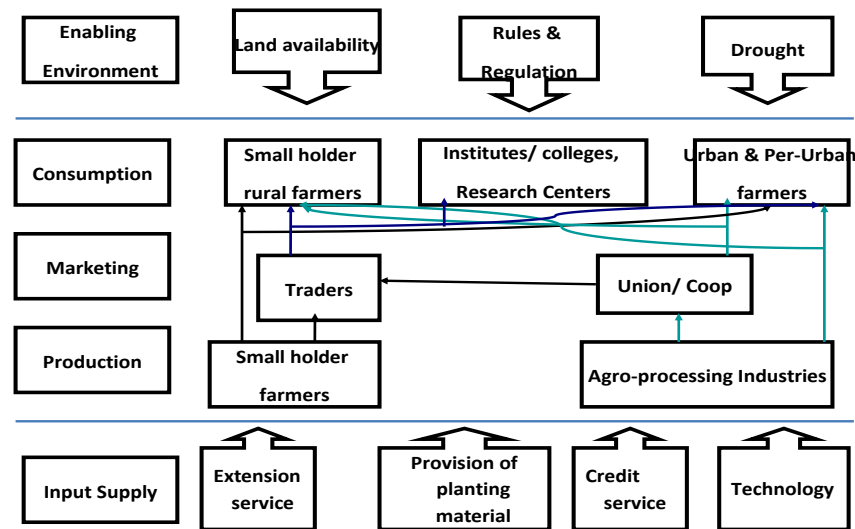 Enabling
Environment
Land availability
Rules &
Regulation
Drought
Consumption
Small holder
rural farmers
Institutes/ colleges,
Research Centers
Urban & Per-Urban
farmers
Marketing
Traders
Union/ Coop
Production
Small holder
farmers
Agro-processing Industries
Input Supply
Extension
service
Provision of
planting
material
Credit
service
Technology